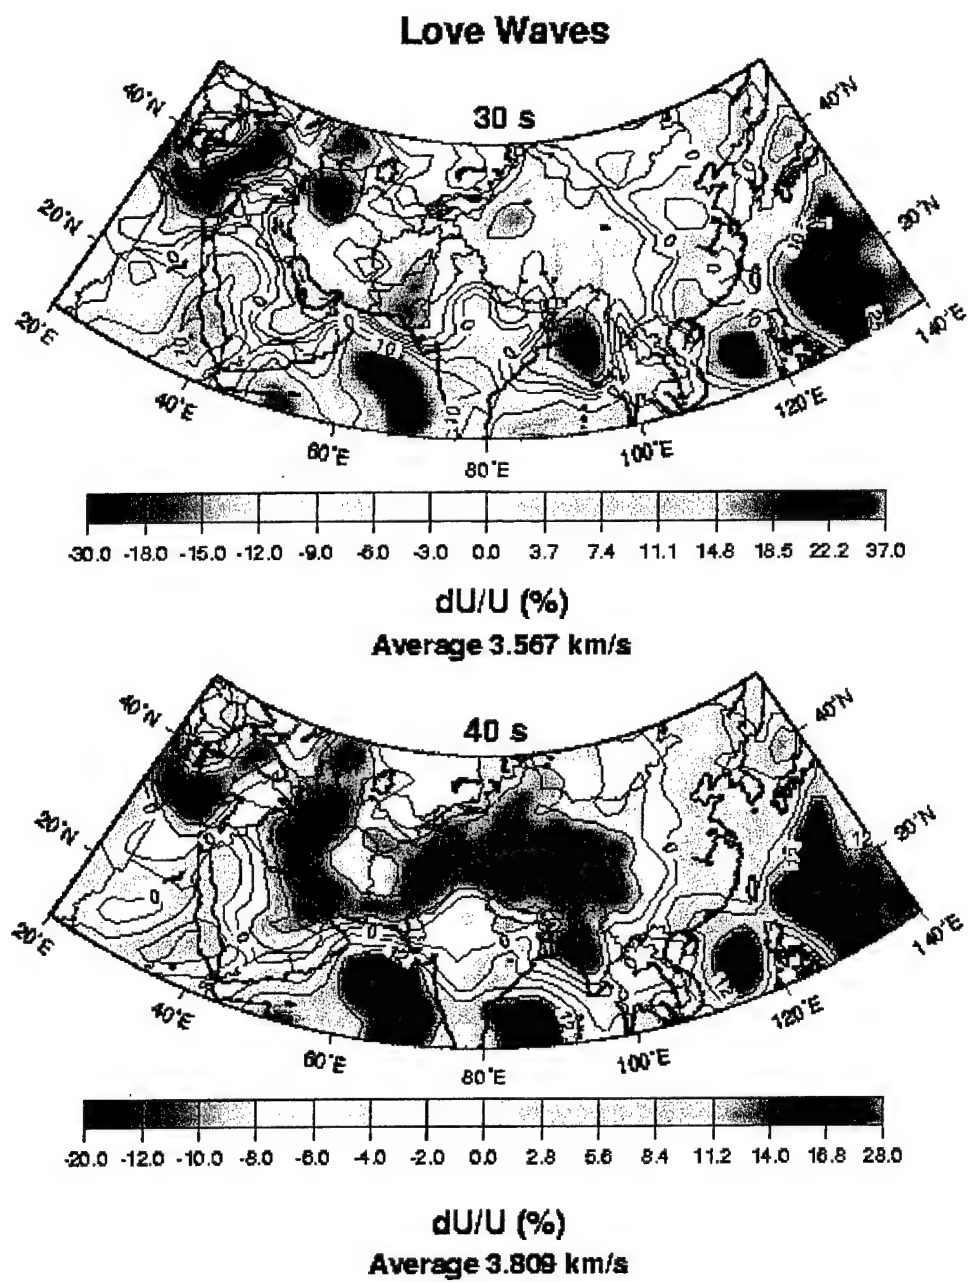 Love Waves
30 s
40°N
40°N
20°N
30°N
20°E
140°E
40°E
120°E
60°E
100°E
80°E
-30.0 -18.0 -15.0 -12.0 -9.0 -6.0 -3.0 0.0 3.7 7.4 11.1 14.8 18.5 22.2 37.0
dU/U (%)
Average 3.567 km/s
40 s
40°N
40°N
20°N
20°N
20°E
140°E
40°E
120°E
60°E
100°E
80°E
-20.0 -12.0 -10.0 -8.0 -6.0 -4.0 -2.0 0.0 2.8 5.6 8.4 11.2 14.0 16.8 28.0
dU/U (%)
Average 3.809 km/s